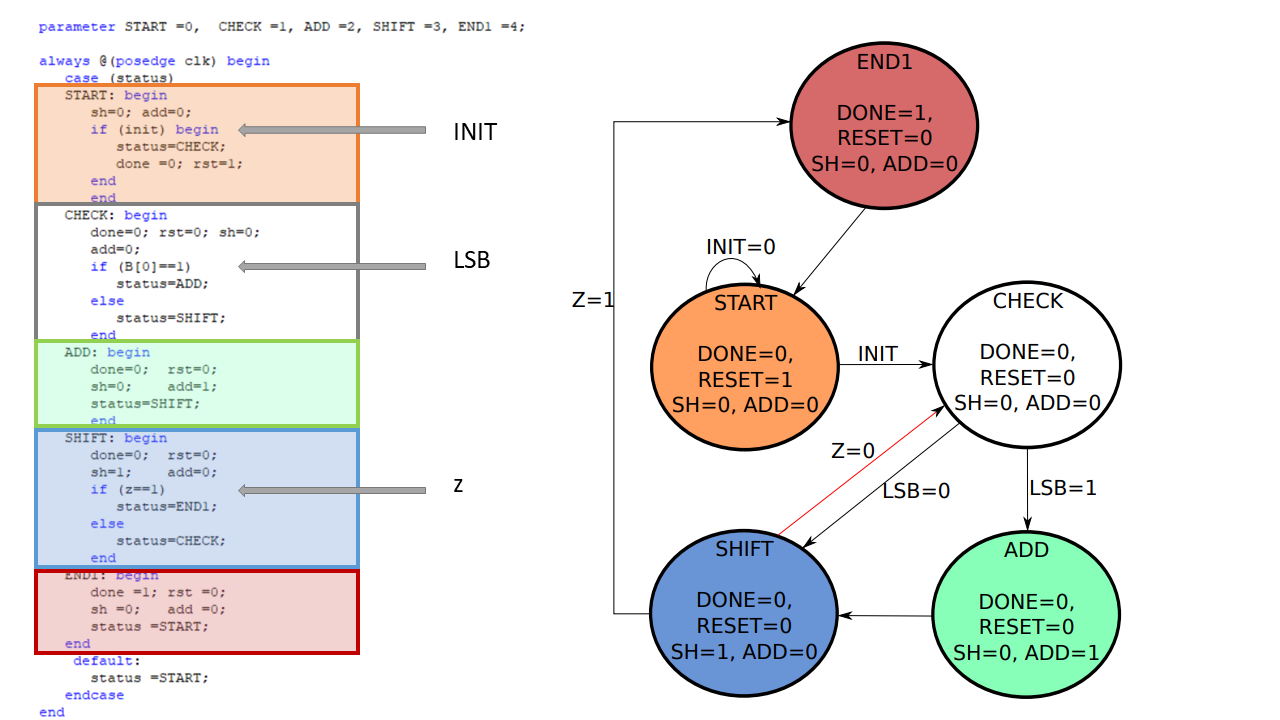 parameter START =0,  CHECK =1, ADD =2, SHIFT =3, END1 =4;
always @(posedge clk) begin
case (status)
START: begin
sh=0; add=0;
if (init) begin
status=CHECK;
done =0; rst=1;
end
end
CHECK: begin
done=0; rst=0; sh=0;
add=0;
if (B[0]==1)
status=ADD;
else
status=SHIFT;
end
ADD: begin
done=0;  rst=0;
sh=0;    add=1;
status=SHIFT;
end
SHIFT: begin
done=0;  rst=0;
sh=1;    add=0;
if (z==1)
status=END1;
else
status=CHECK;
end
END1: begin
done =1; rst =0;
sh =0;   add =0;
status =START;
end
default:
status =START;
endcase
end
INIT
LSB
z
END1
DONE=1,
RESET=0
SH=0, ADD=0
INIT=0
Z=1
START
DONE=0,
RESET=1
SH=0, ADD=0
INIT
CHECK
DONE=0,
RESET=0
SH=0, ADD=0
Z=0
LSB=0
LSB=1
SHIFT
DONE=0,
RESET=0
SH=1, ADD=0
ADD
DONE=0,
RESET=0
SH=0, ADD=1